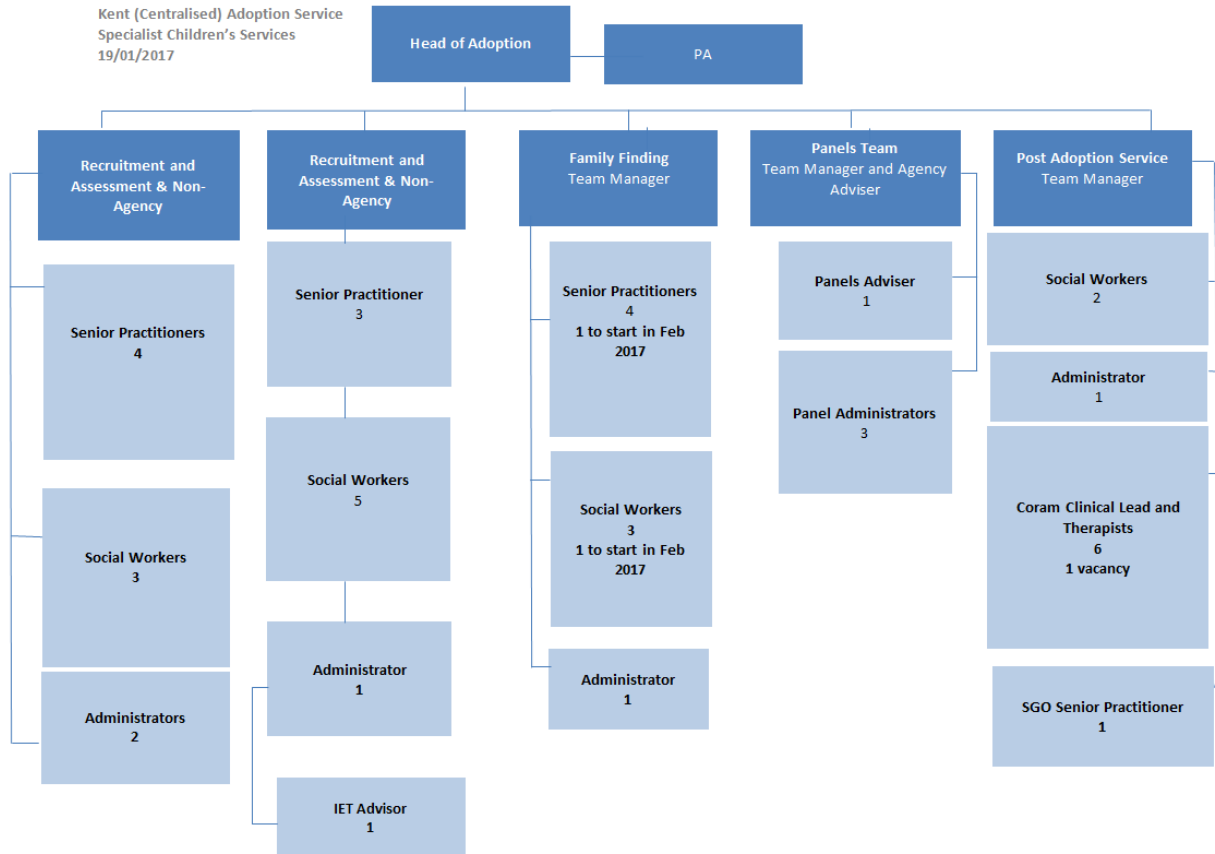 Kent (Centralised) Adoption Service
Specialist Children's Services
19/01/2017
Head of Adoption
PA
Recruitment and
Assessment & Non-
Agency
Senior Practitioners
4
Social Workers
3
Administrators
2
Recruitment and
Assessment & Non-
Agency
Senior Practitioner
3
Social Workers
5
Administrator
1
IET Advisor
1
Family Finding
Team Manager
Senior Practitioners
4
1 to start in Feb
2017
Social Workers
3
1 to start in Feb
2017
Administrator
1
Panels Team
Team Manager and Agency
Adviser
Panels Adviser
1
Panel Administrators
3
Post Adoption Service
Team Manager
Social Workers
2
Administrator
1
Coram Clinical Lead and
Therapists
6
1 vacancy
SGO Senior Practitioner
1